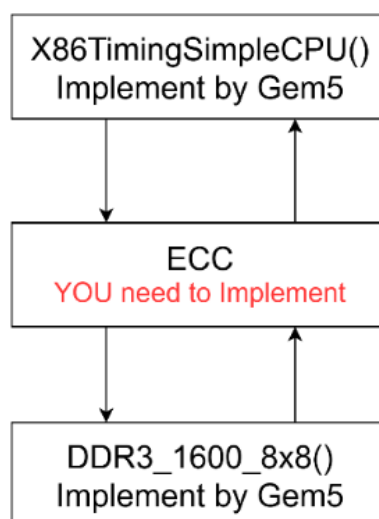 X86TimingSimpleCPU()
Implement by Gem5
ECC
YOU need to Implement
DDR3_1600_8x8()
Implement by Gem5